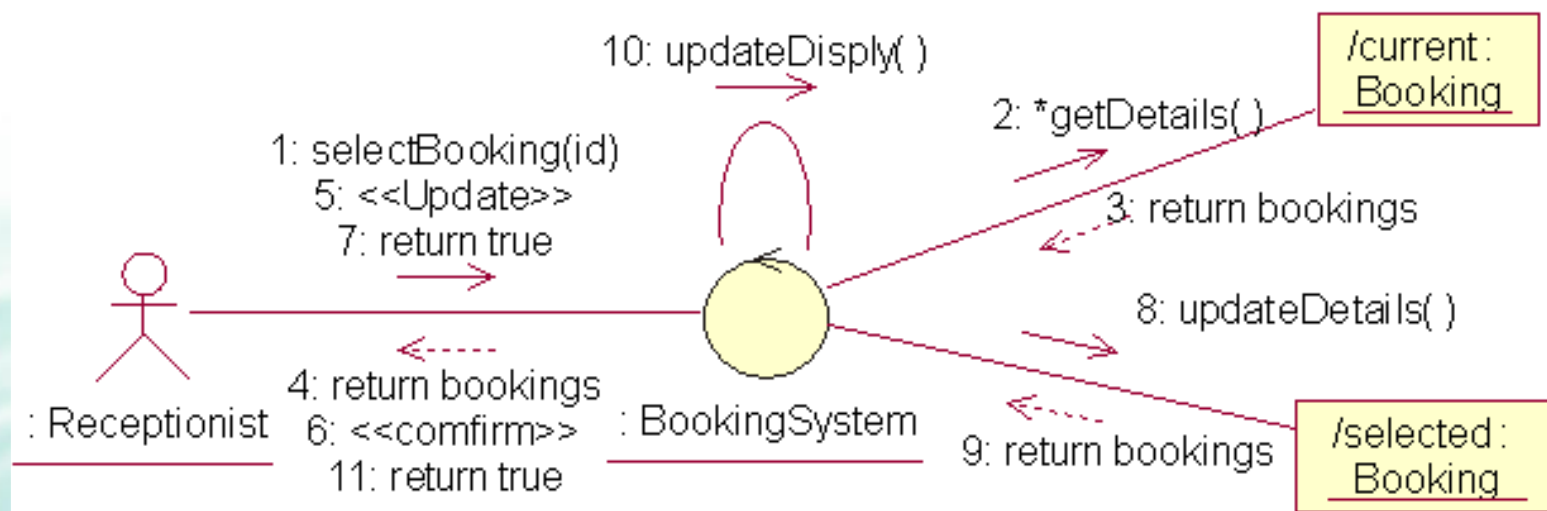 10: updateDisply( )
/current :
Booking
2: *getDetails( )
1: selectBooking(id)
5: <<Update>>
7: return true
3: return bookings
8: updateDetails( )
4: return bookings
6: <<comfirm>>
11: return true
: Receptionist
: BookingSystem
9: return bookings
/selected :
Booking